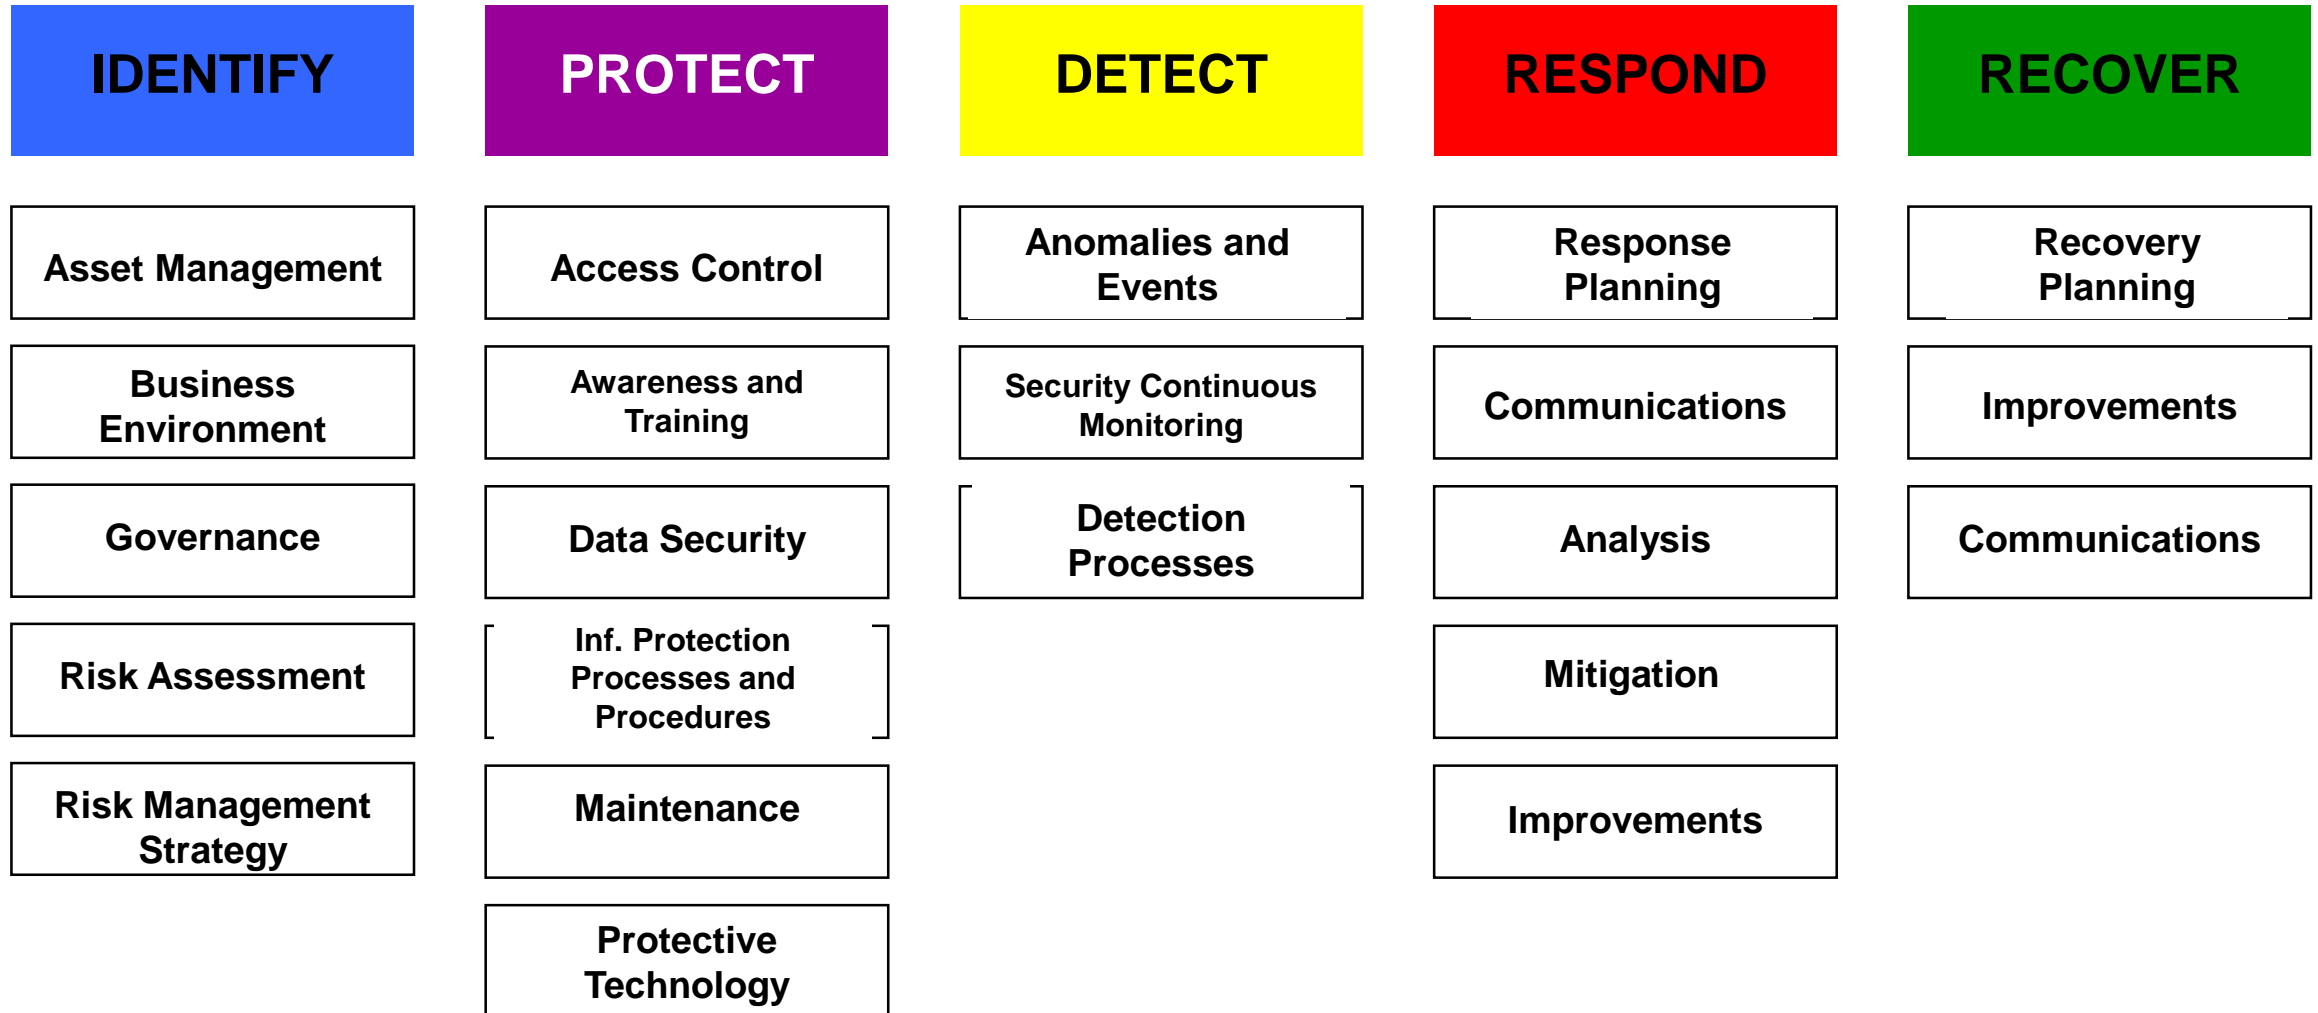 IDENTIFY
PROTECT
DETECT
RESPOND
RECOVER
Asset Management
Business
Environment
Governance
Risk Assessment
Risk Management
Strategy
Access Control
Awareness and
Training
Data Security
Inf. Protection
Processes and
Procedures
Maintenance
Protective
Technology
Anomalies and
Events
Security Continuous
Monitoring
Detection
Processes
Response
Planning
Communications
Analysis
Mitigation
Improvements
Recovery
Planning
Improvements
Communications